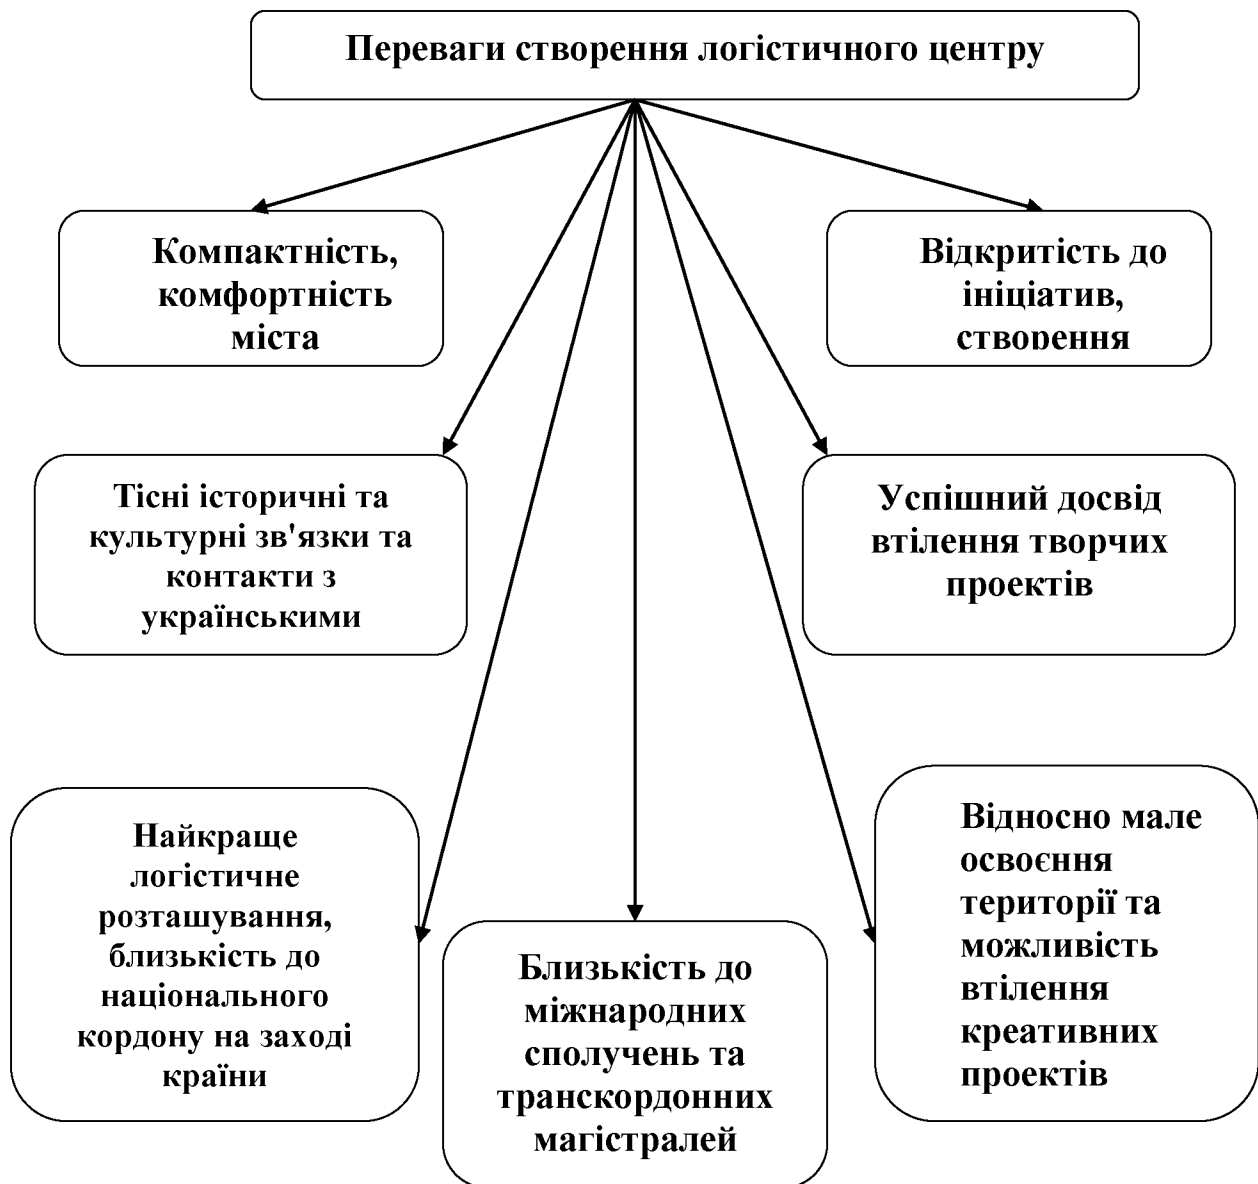 Переваги створення логістичного центру
Компактність,
комфортність
міста
Відкритість до
ініціатив,
створення
Тісні історичні та
культурні зв'язки та
контакти з
українськими
Успішний досвід
втілення творчих
проектів
Найкраще
логістичне
розташування,
близькість до
національного
кордону на заході
країни
Близькість до
міжнародних
сполучень та
транскордонних
магістралей
Відносно мале
освоєння
території та
можливість
втілення
креативних
проектів